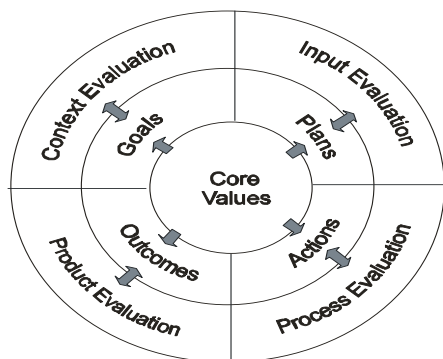 Context Evaluation
Input Evaluation
Goals
Plans
Core
Values
Outcomes
Actions
Product Evaluation
Process Evaluation